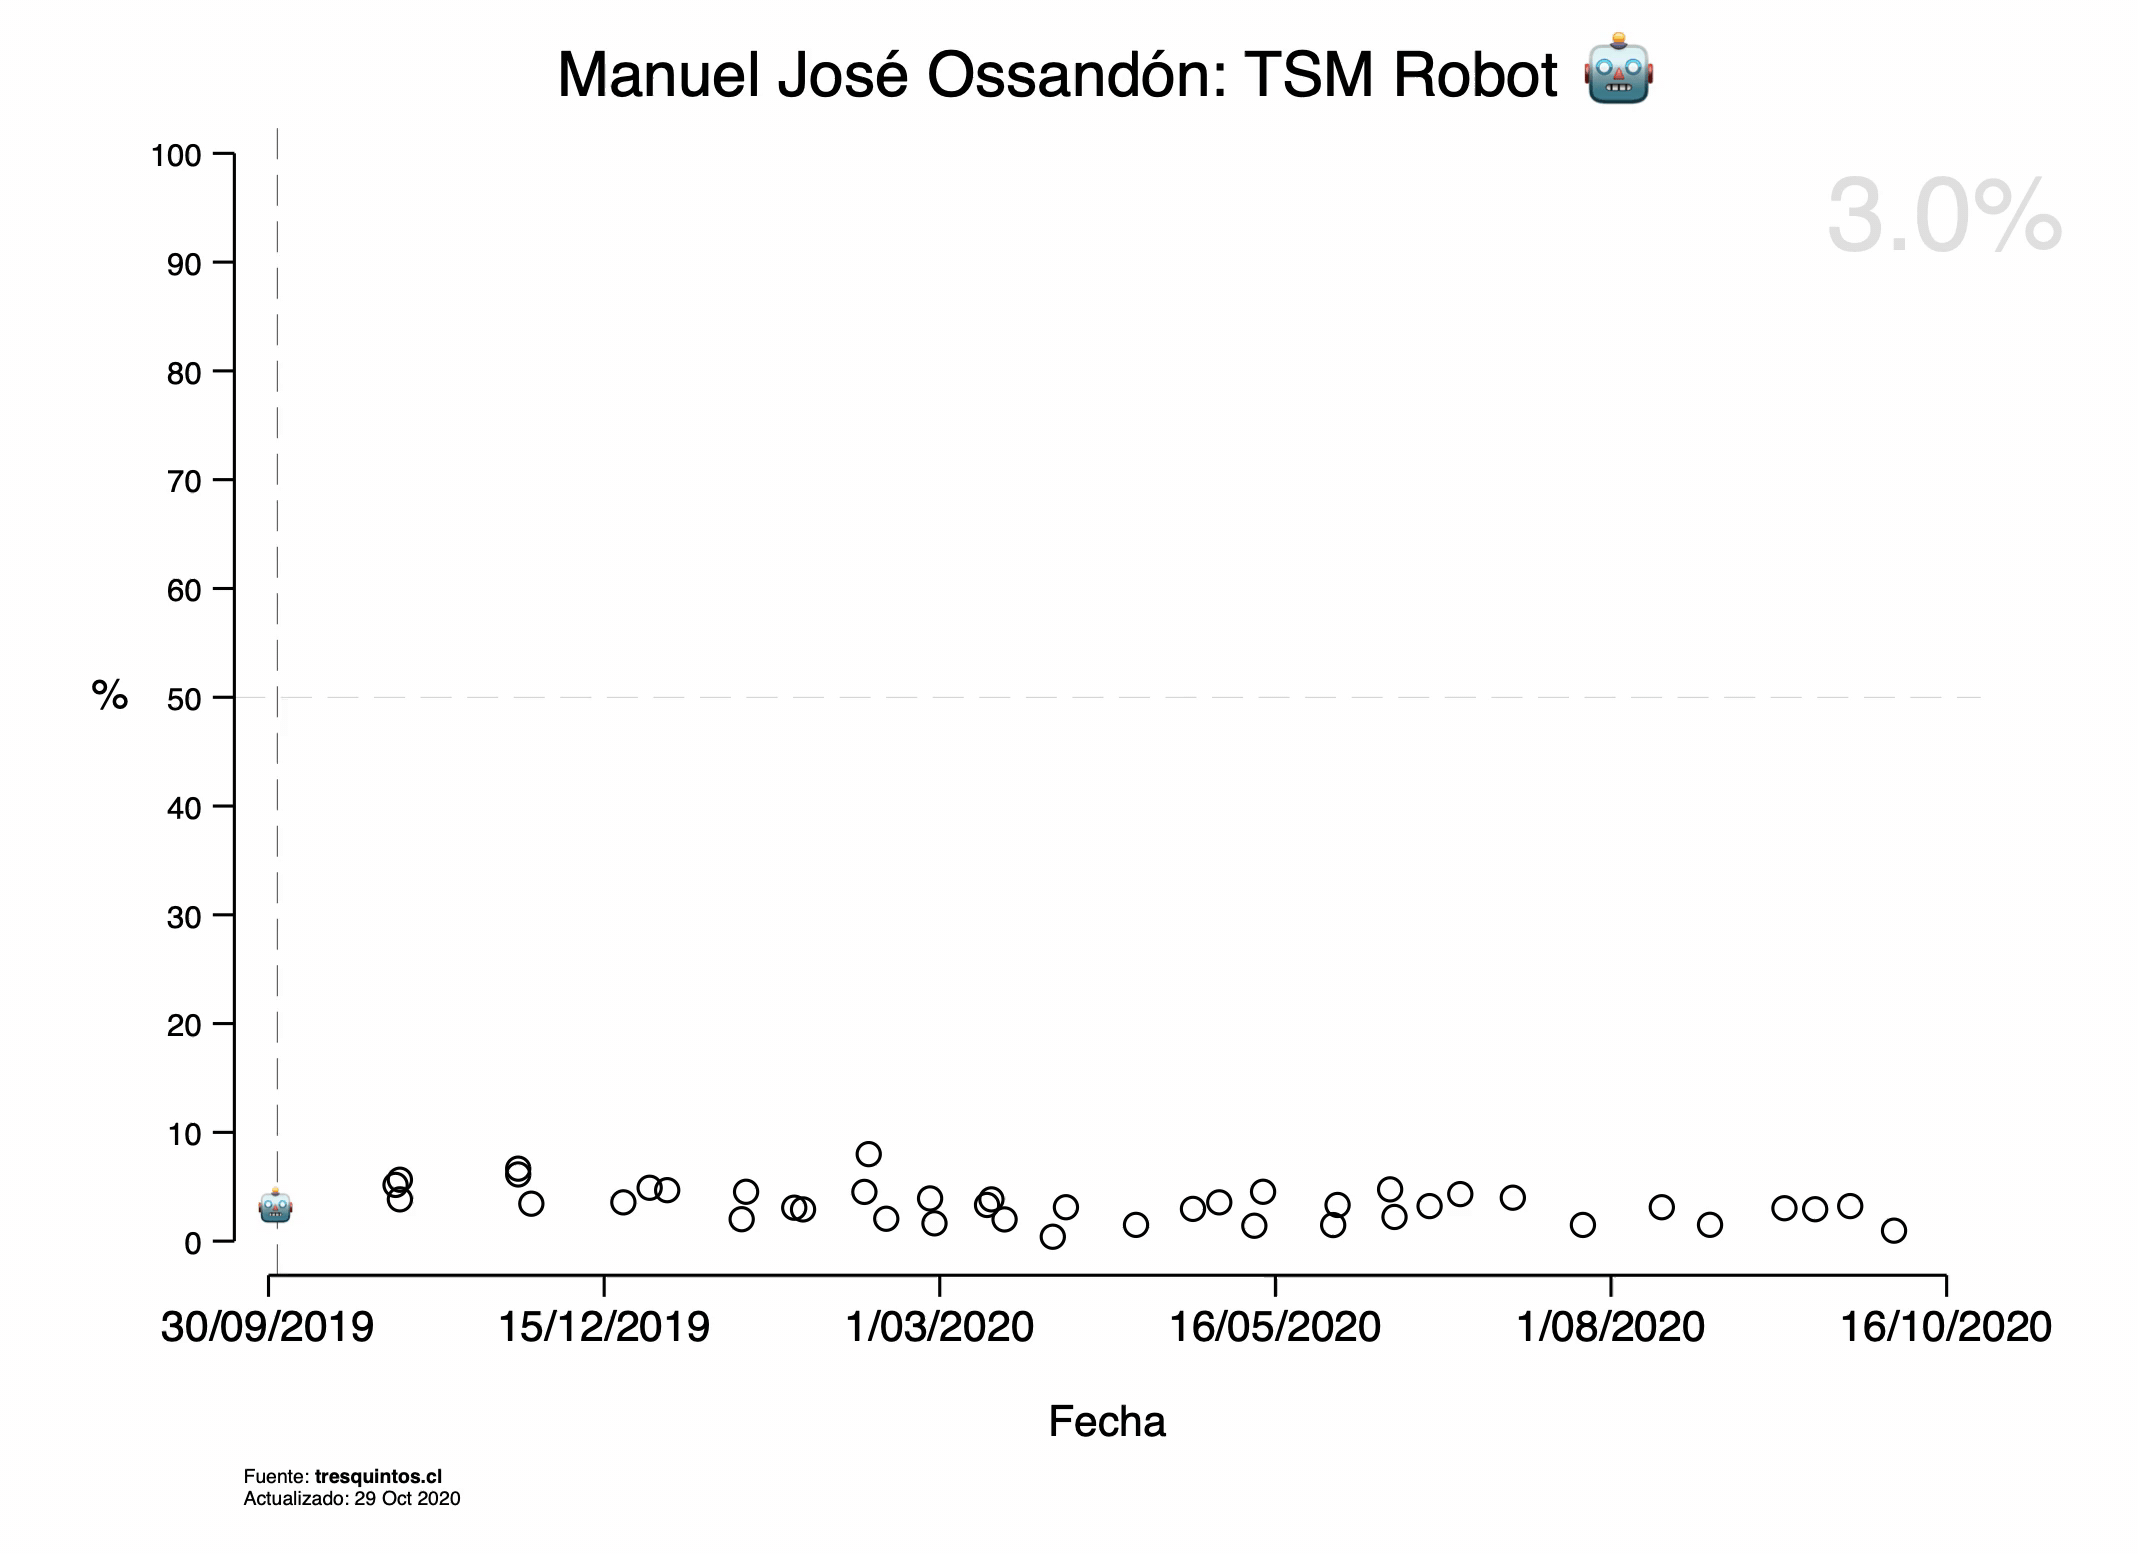 Manuel José Ossandón: TSM Robot 🤖
3.0%
100
90
80
70
60
%
50
40
30
20
10
0
30/09/2019 15/12/2019 1/03/2020 16/05/2020 1/08/2020 16/10/2020
Fecha
Fuente: tresquintos.cl
Actualizado: 29 Oct 2020